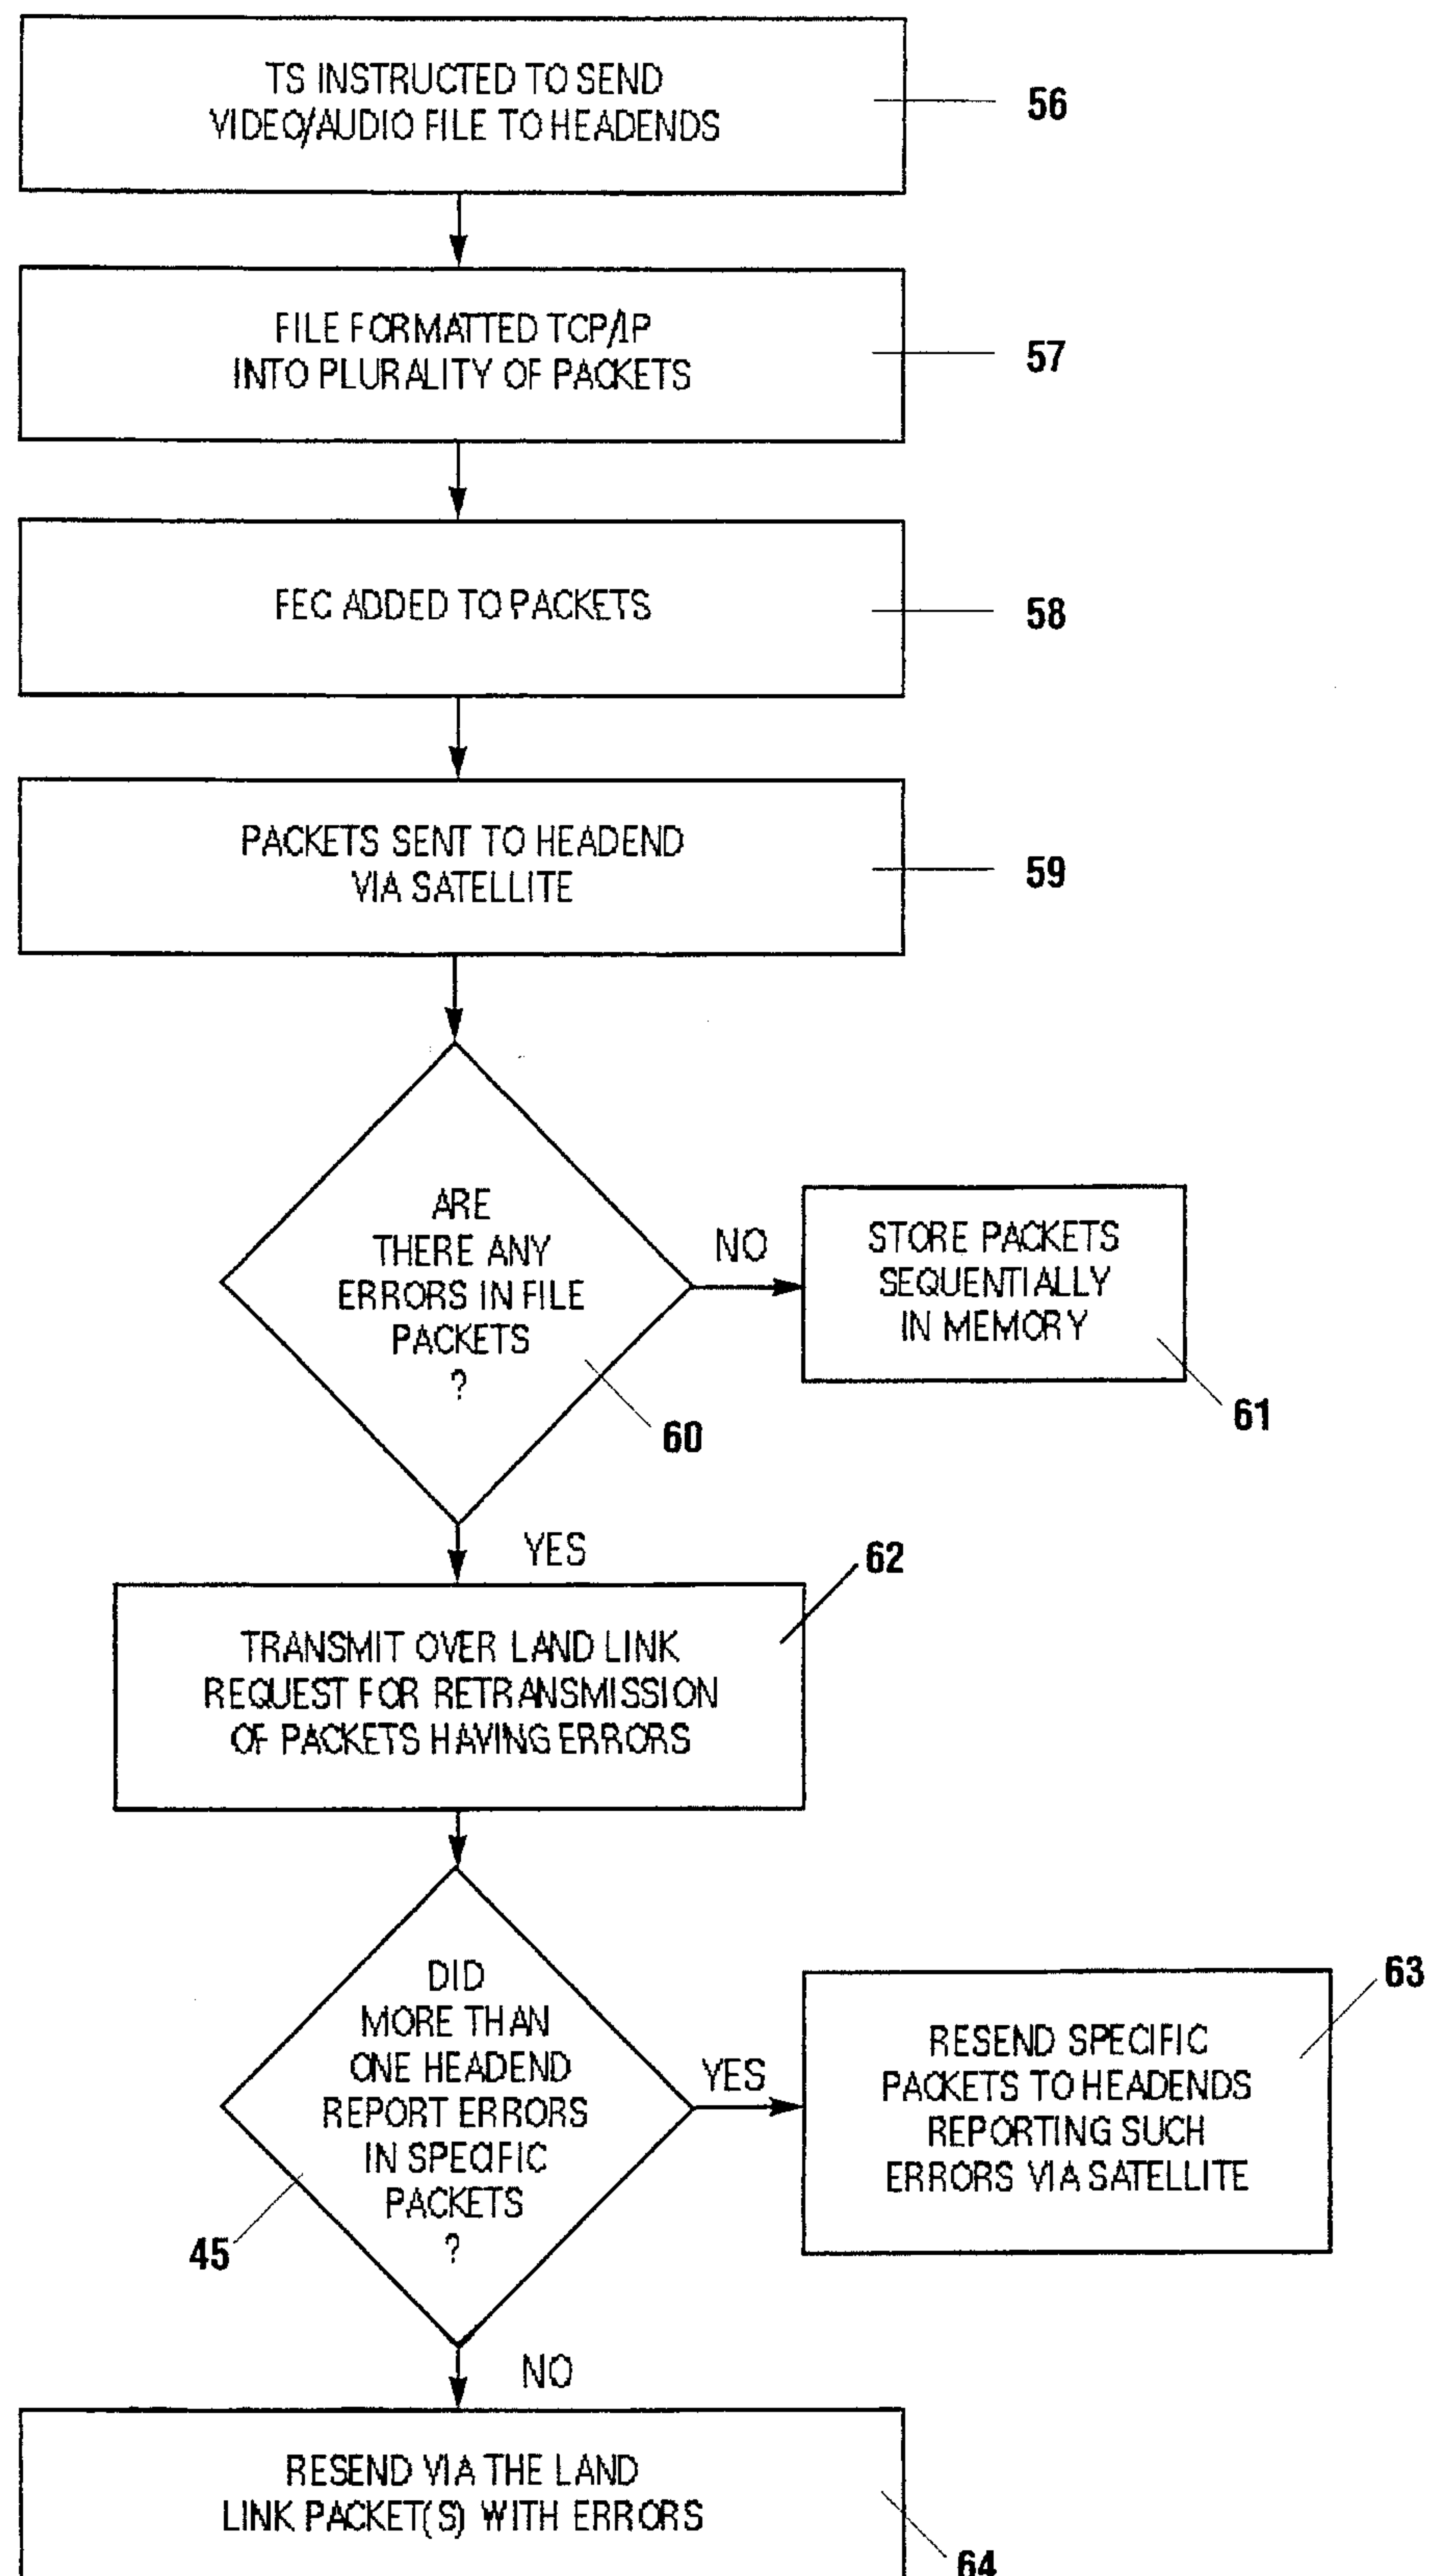 TS INSTRUCTED TO SEND
VIDEO/AUDIO FILE TO HEADENDS
56
FILE FORMATTED TCP/IP
INTO PLURALITY OF PACKETS
57
FEC ADDED TO PACKETS
58
PACKETS SENT TO HEADEND
VIA SATELLITE
59
ARE
THERE ANY
ERRORS IN FILE
PACKETS
?
60
NO
STORE PACKETS
SEQUENTIALLY
IN MEMORY
61
YES
62
TRANSMIT OVER LAND LINK
REQUEST FOR RETRANSMISSION
OF PACKETS HAVING ERRORS
DID
MORE THAN
ONE HEADEND
REPORT ERRORS
IN SPECIFIC
PACKETS
?
45
YES
63
RESEND SPECIFIC
PACKETS TO HEADENDS
REPORTING SUCH
ERRORS VIA SATELLITE
NO
RESEND VIA THE LAND
LINK PACKET(S) WITH ERRORS
64